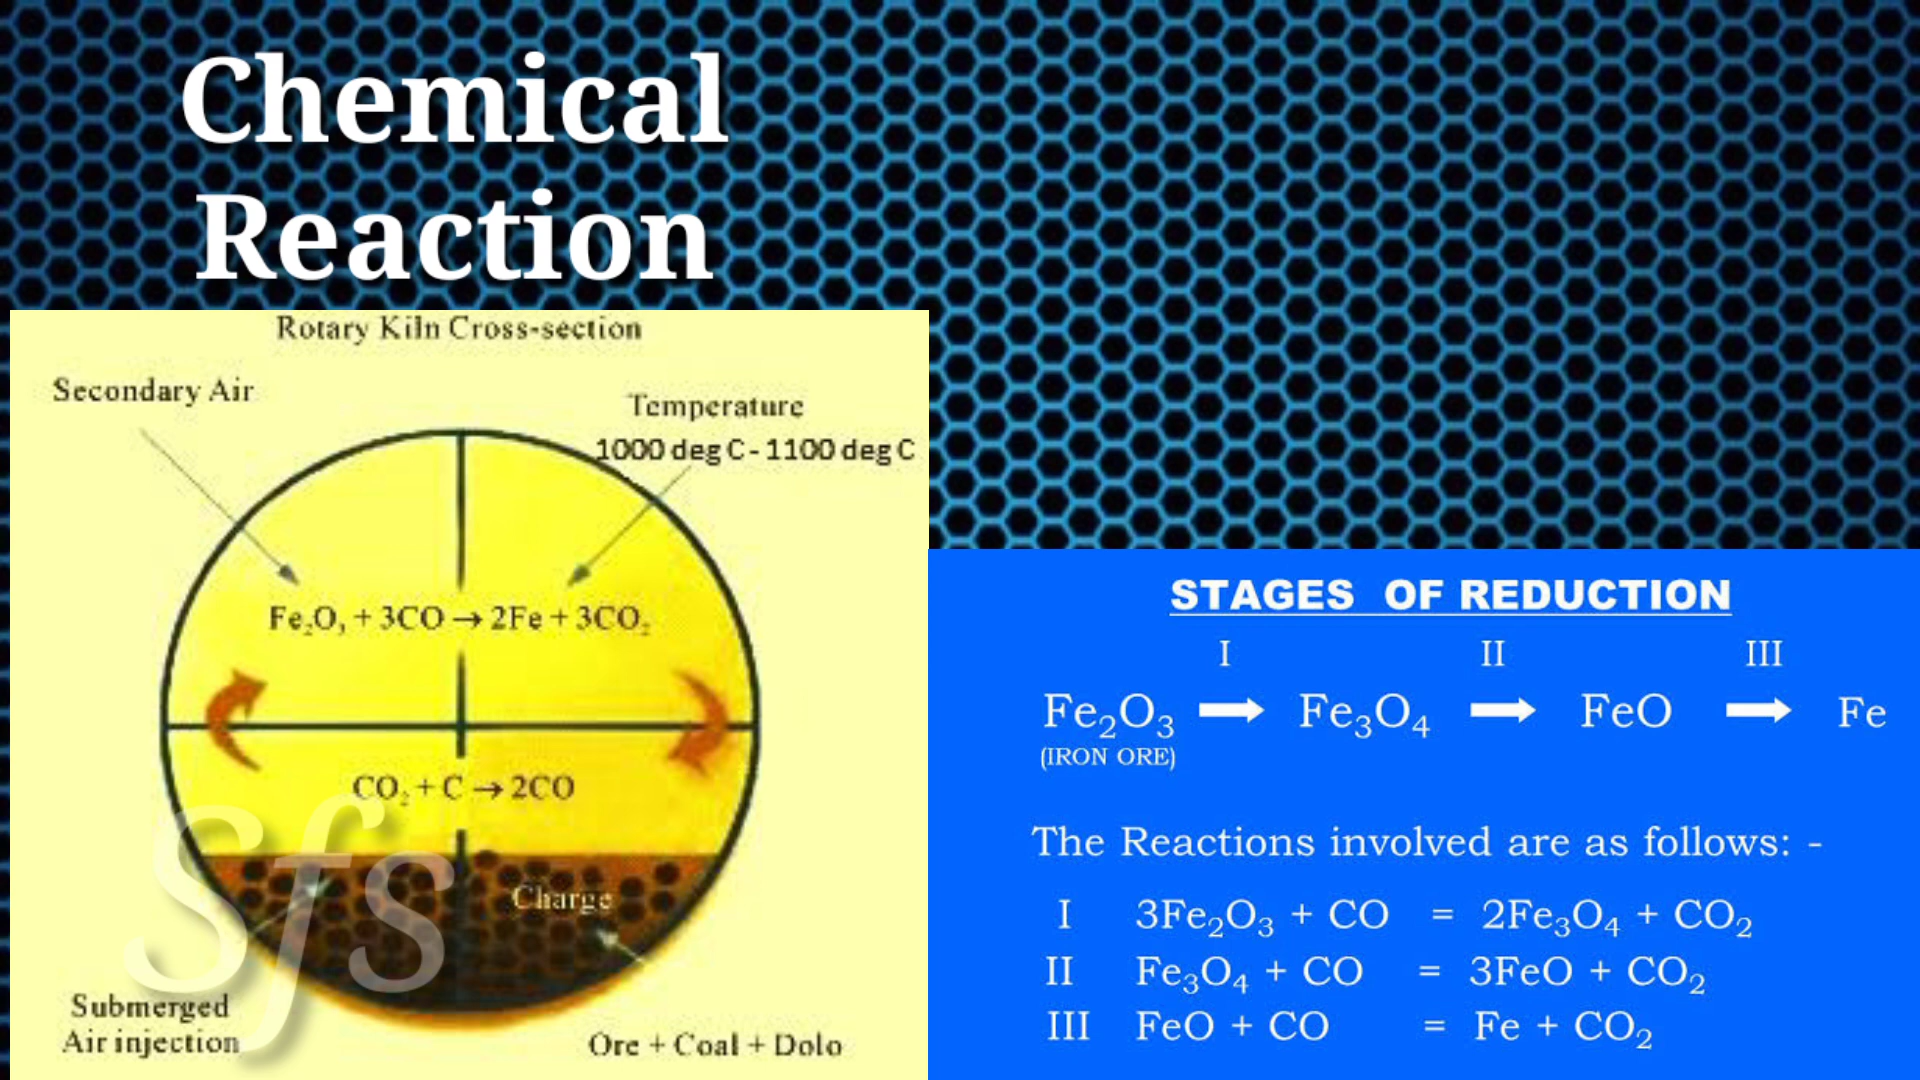 Chemical
Reaction
Rotary Kiln Cross-section
Secondary Air
Temperature
1000 deg C - 1100 deg C
Fe₂O₃ + 3CO → 2Fe + 3CO₂
CO₂ + C → 2CO
Charge
Sfs
Submerged
Air injection
Ore + Coal + Dolo
STAGES OF REDUCTION
I II III
Fe₂O₃ → Fe₃O₄ → FeO → Fe
(IRON ORE)
The Reactions involved are as follows: -
I 3Fe₂O₃ + CO = 2Fe₃O₄ + CO₂
II Fe₃O₄ + CO = 3FeO + CO₂
III FeO + CO = Fe + CO₂